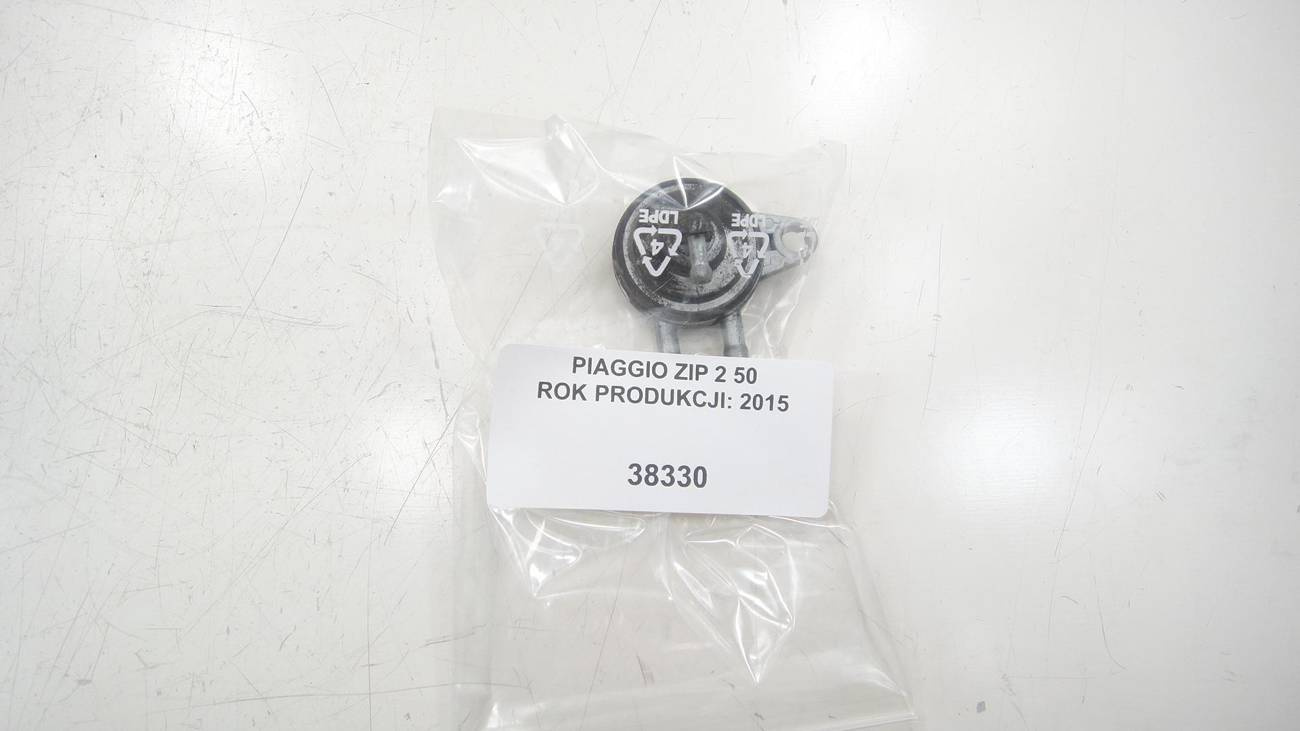 LDPE
4
LDPE
4
PIAGGIO ZIP 2 50
ROK PRODUKCJI: 2015
38330